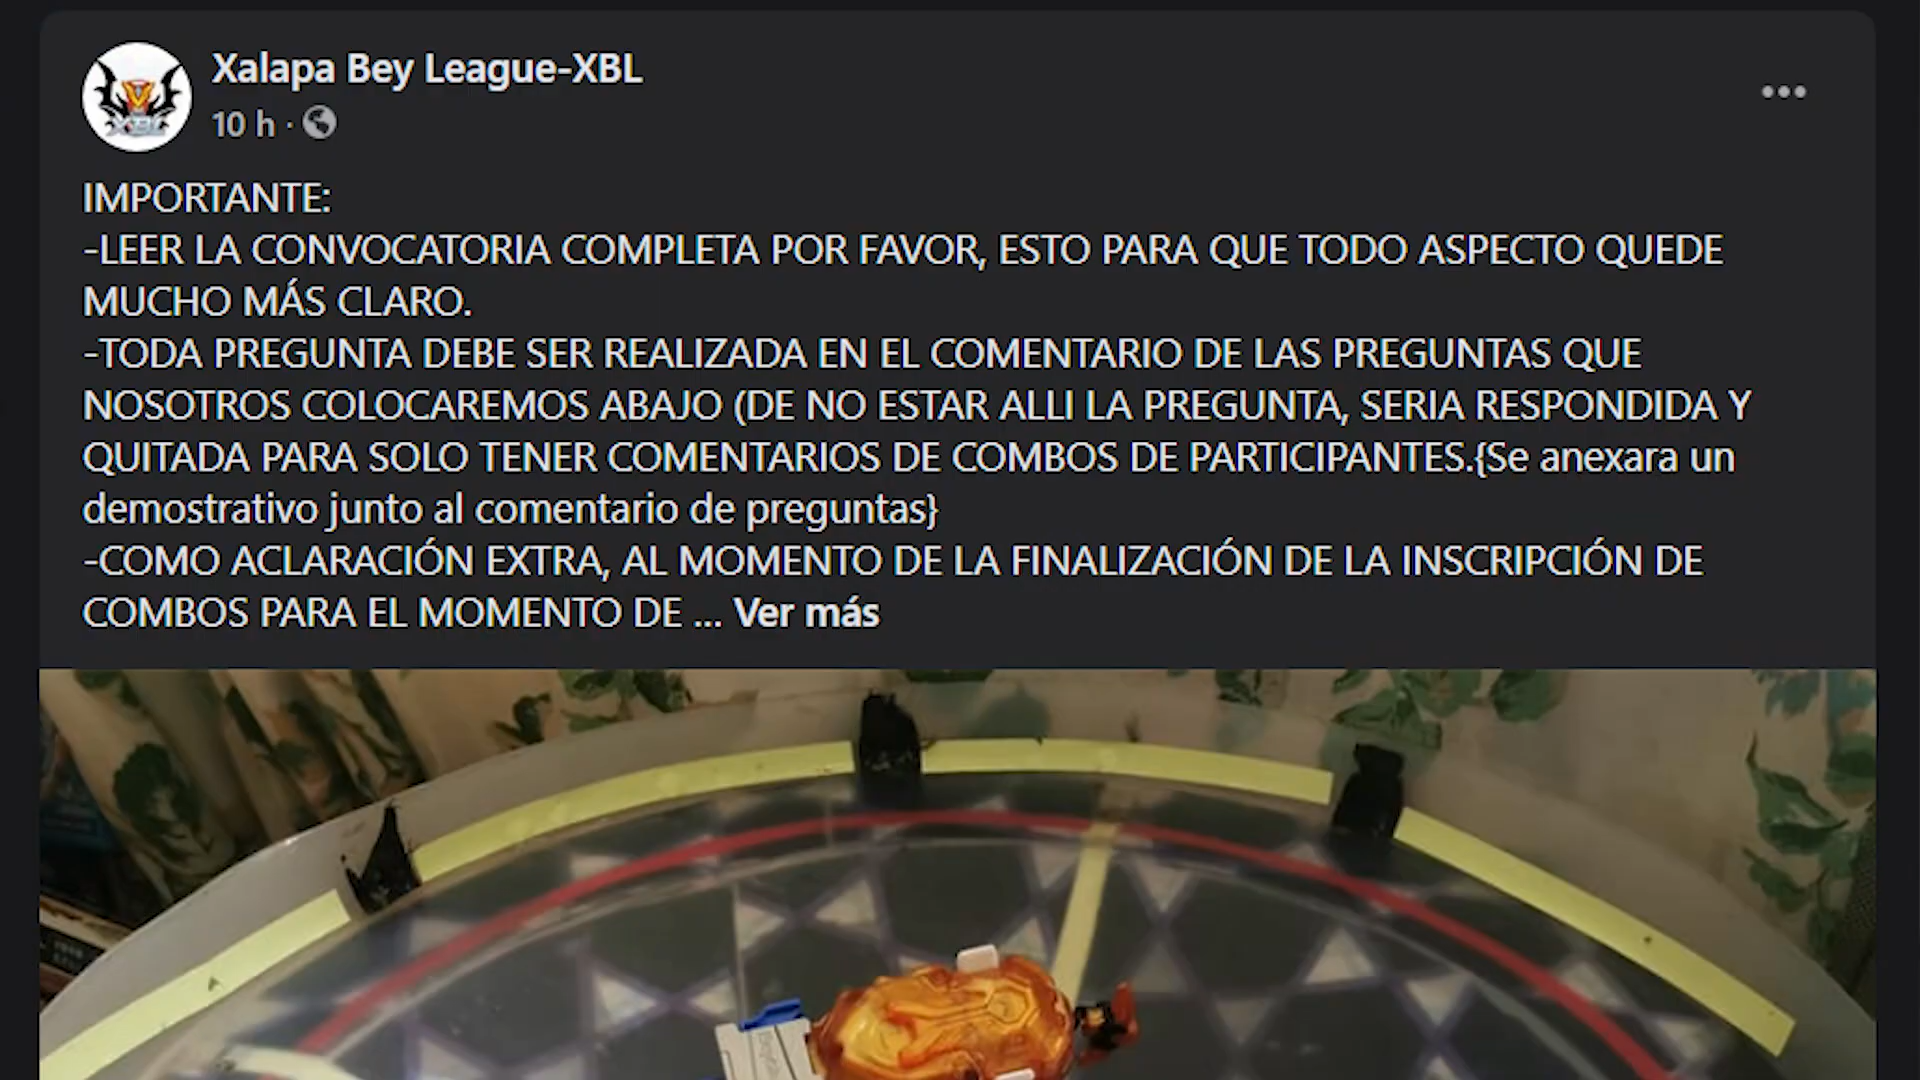 Xalapa Bey League-XBL
10 h ·
IMPORTANTE:
-LEER LA CONVOCATORIA COMPLETA POR FAVOR, ESTO PARA QUE TODO ASPECTO QUEDE
MUCHO MÁS CLARO.
-TODA PREGUNTA DEBE SER REALIZADA EN EL COMENTARIO DE LAS PREGUNTAS QUE
NOSOTROS COLOCAREMOS ABAJO (DE NO ESTAR ALLI LA PREGUNTA, SERIA RESPONDIDA Y
QUITADA PARA SOLO TENER COMENTARIOS DE COMBOS DE PARTICIPANTES.{Se anexara un
demostrativo junto al comentario de preguntas}
-COMO ACLARACIÓN EXTRA, AL MOMENTO DE LA FINALIZACIÓN DE LA INSCRIPCIÓN DE
COMBOS PARA EL MOMENTO DE ... Ver más
XBL